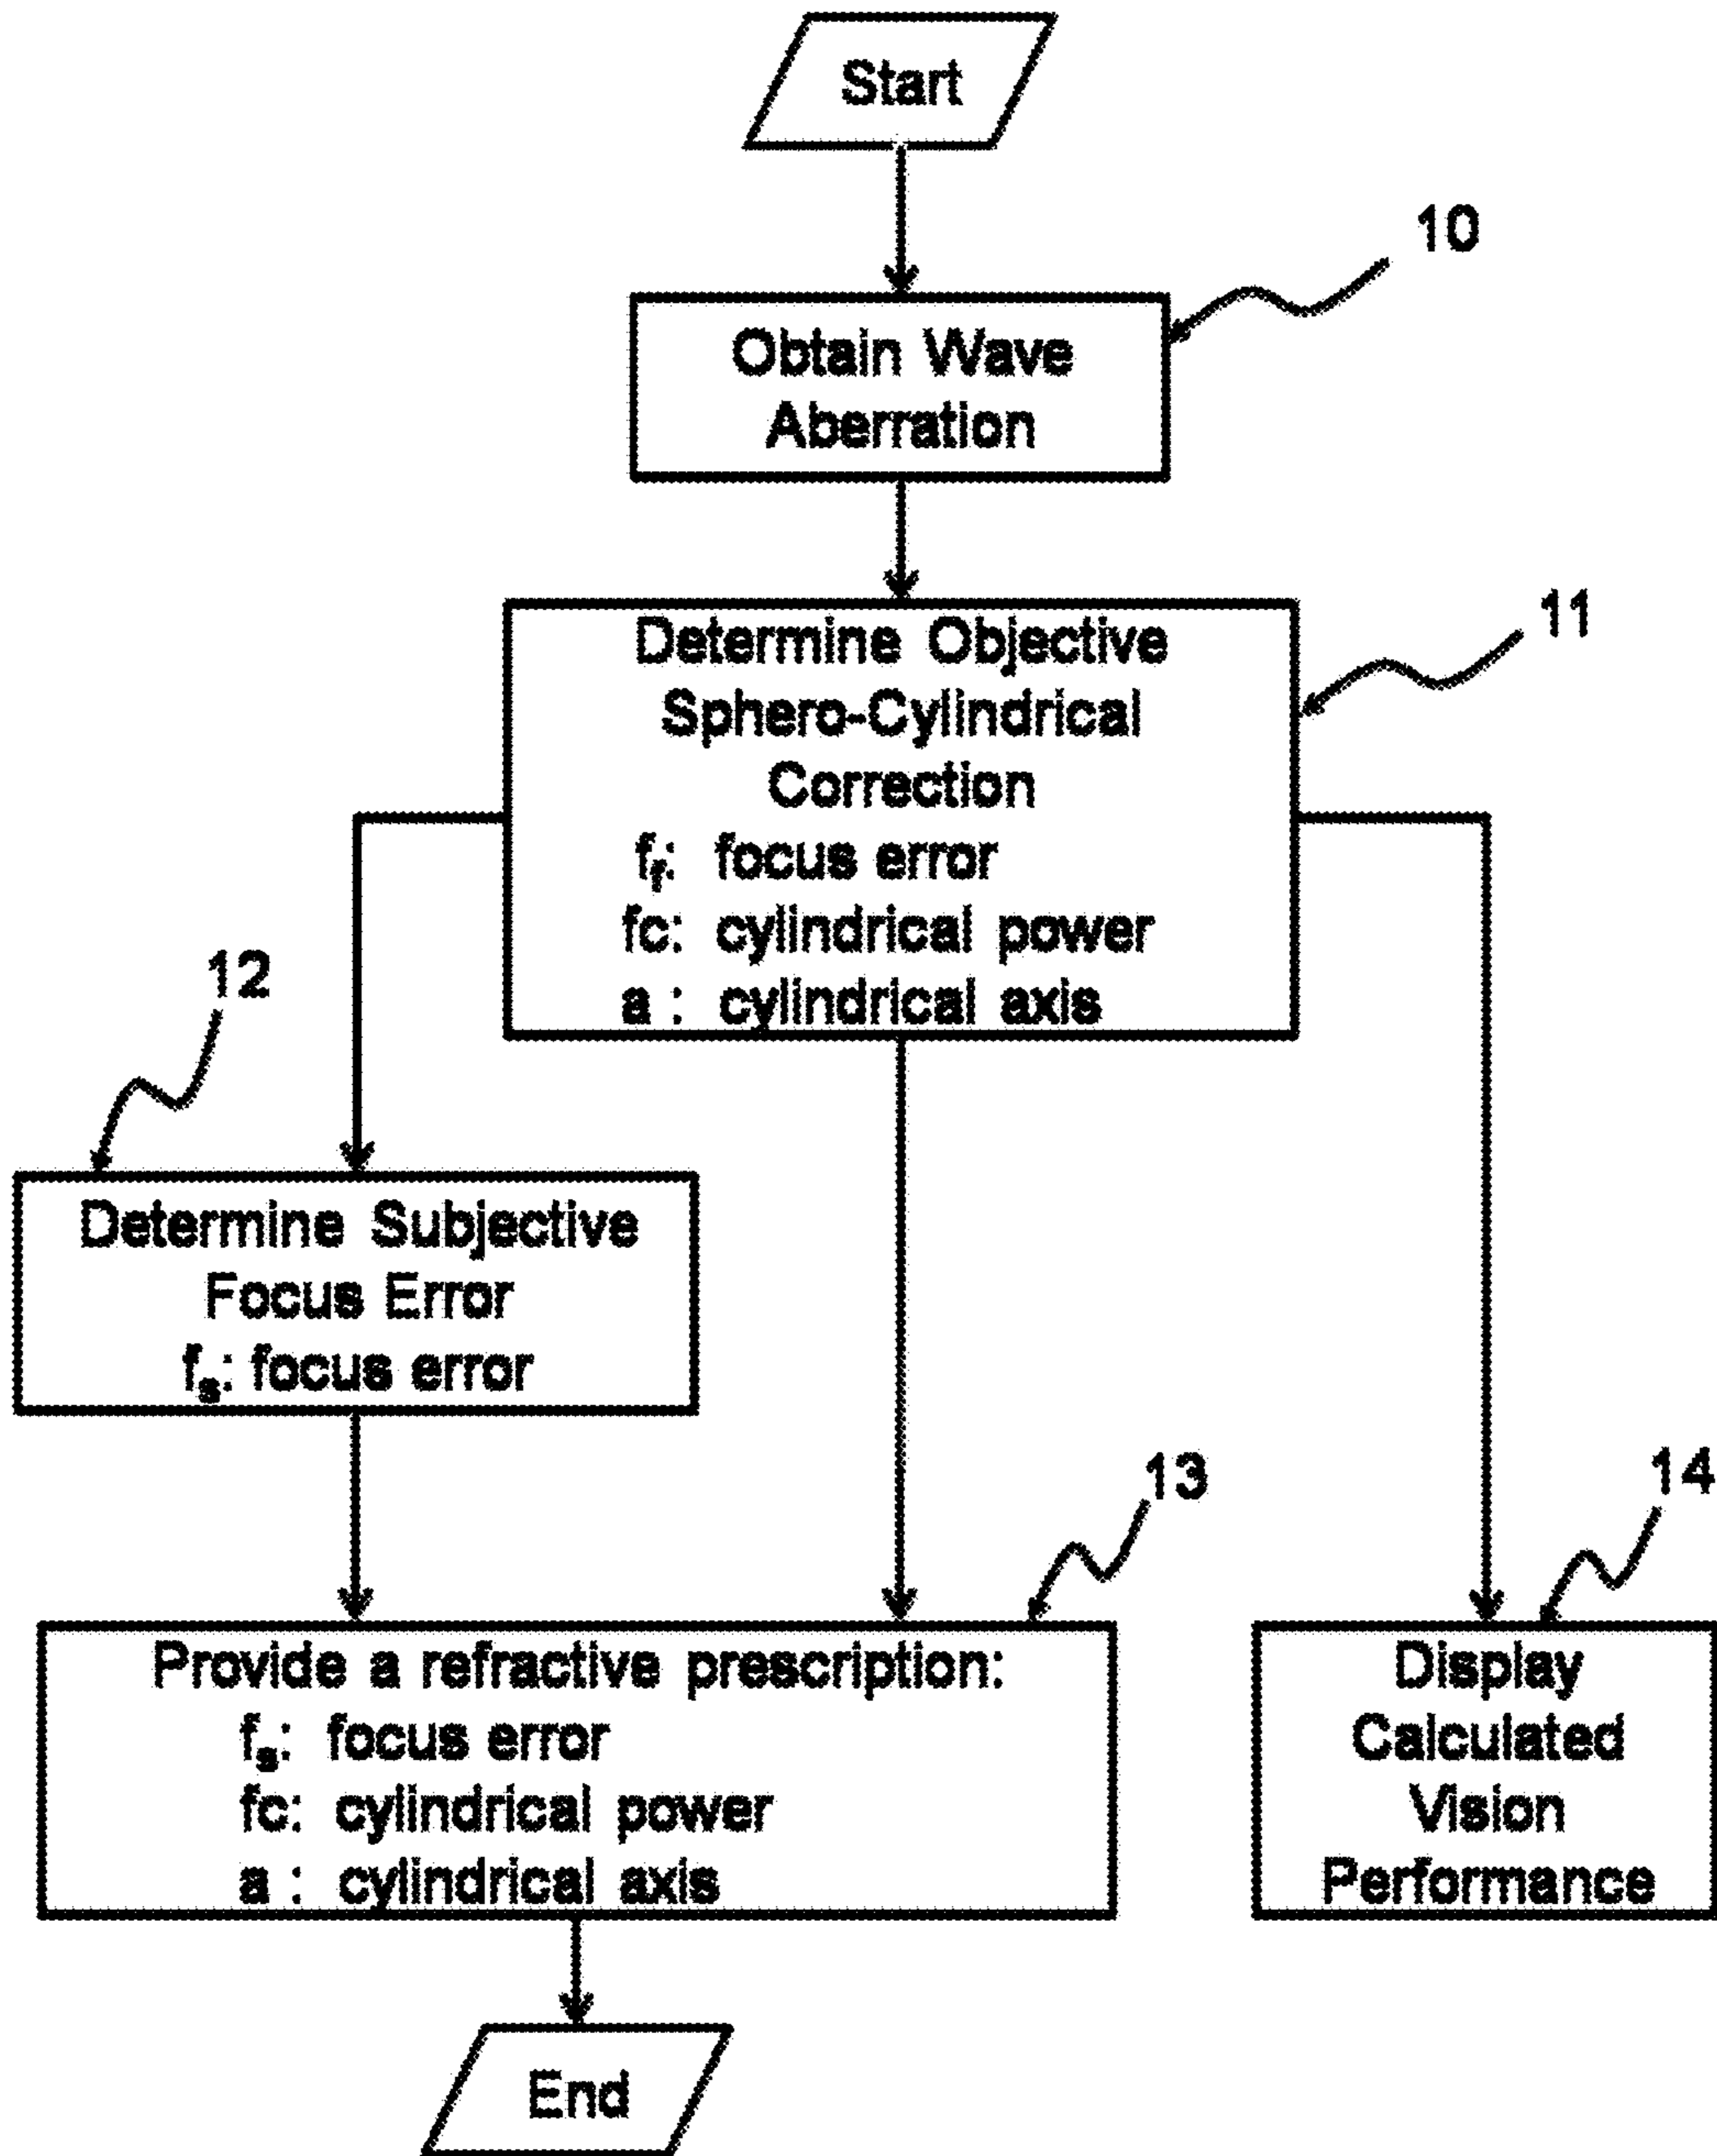 Start
10
Obtain Wave
Aberration
11
Determine Objective
Sphero-Cylindrical
Correction
fr: focus error
fc: cylindrical power
a : cylindrical axis
12
Determine Subjective
Focus Error
fs: focus error
13
Provide a refractive prescription:
fs: focus error
fc: cylindrical power
a : cylindrical axis
14
Display
Calculated
Vision
Performance
End